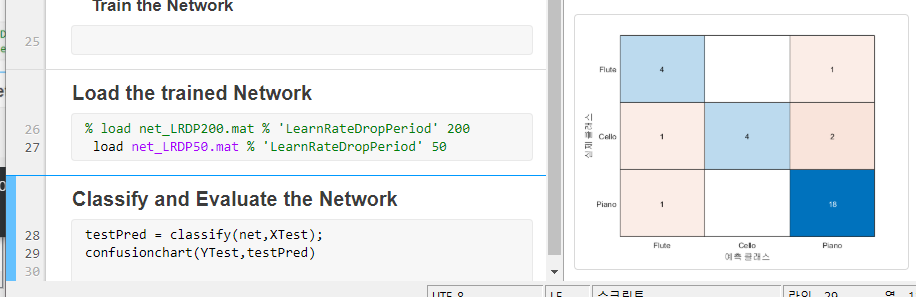 Train the Network
25
Load the trained Network
26 % load net_LRDP200.mat % 'LearnRateDropPeriod' 200
27 load net_LRDP50.mat % 'LearnRateDropPeriod' 50
Classify and Evaluate the Network
28 testPred = classify(net,XTest);
29 confusionchart(YTest,testPred)
30
실제 클래스
Flute 4 1
Cello 1 4 2
Piano 1 18
Flute Cello Piano
예측 클래스
UTF-8 LF 스크립트 라인 29 열 1